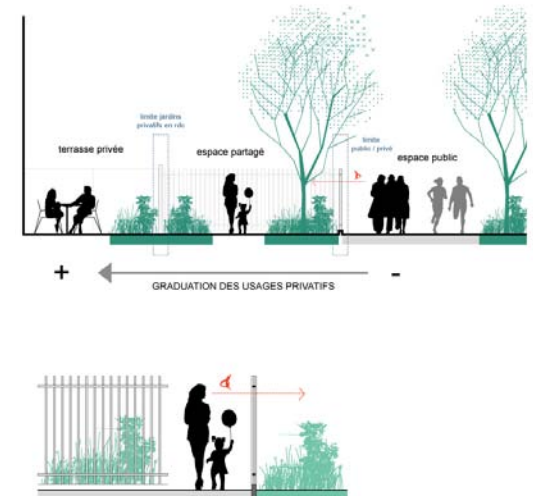 limite jardins
privatifs en rdc
limite
public / privé
terrasse privée
espace partagé
espace public
+
-
GRADUATION DES USAGES PRIVATIFS